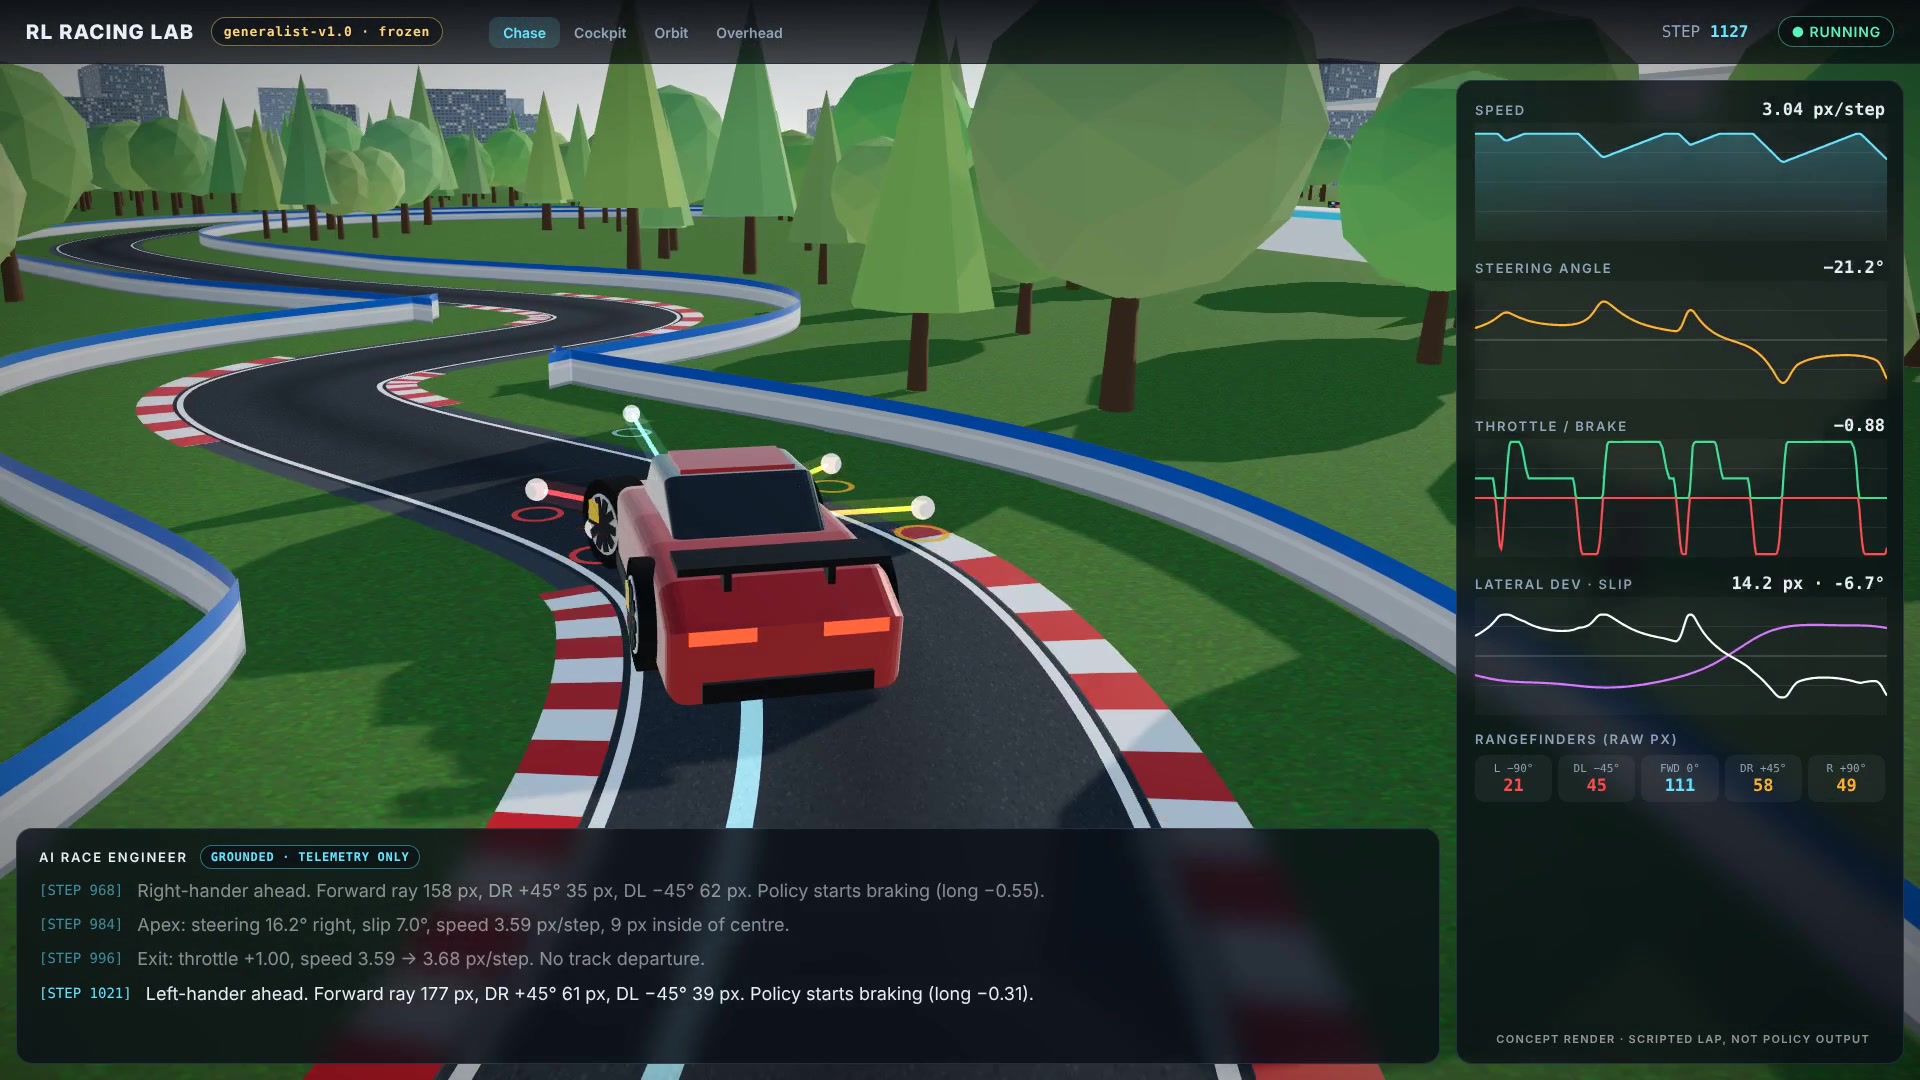 RL RACING LAB
generalist-v1.0 · frozen
Chase
Cockpit
Orbit
Overhead
STEP 1127
RUNNING
SPEED
3.04 px/step
STEERING ANGLE
−21.2°
THROTTLE / BRAKE
−0.88
LATERAL DEV · SLIP
14.2 px · -6.7°
RANGEFINDERS (RAW PX)
L −90°
21
DL −45°
45
FWD 0°
111
DR +45°
58
R +90°
49
CONCEPT RENDER · SCRIPTED LAP, NOT POLICY OUTPUT
AI RACE ENGINEER
GROUNDED · TELEMETRY ONLY
[STEP 968] Right-hander ahead. Forward ray 158 px, DR +45° 35 px, DL −45° 62 px. Policy starts braking (long −0.55).
[STEP 984] Apex: steering 16.2° right, slip 7.0°, speed 3.59 px/step, 9 px inside of centre.
[STEP 996] Exit: throttle +1.00, speed 3.59 → 3.68 px/step. No track departure.
[STEP 1021] Left-hander ahead. Forward ray 177 px, DR +45° 61 px, DL −45° 39 px. Policy starts braking (long −0.31).